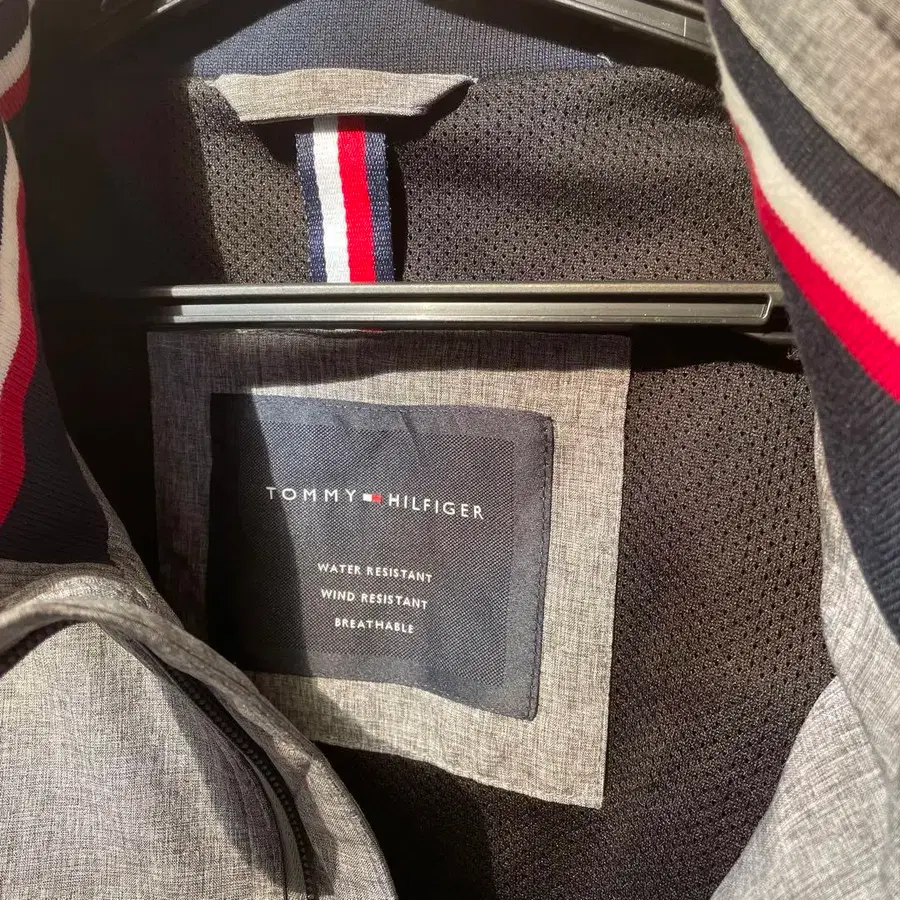 TOMMY HILFIGER
WATER RESISTANT
WIND RESISTANT
BREATHABLE